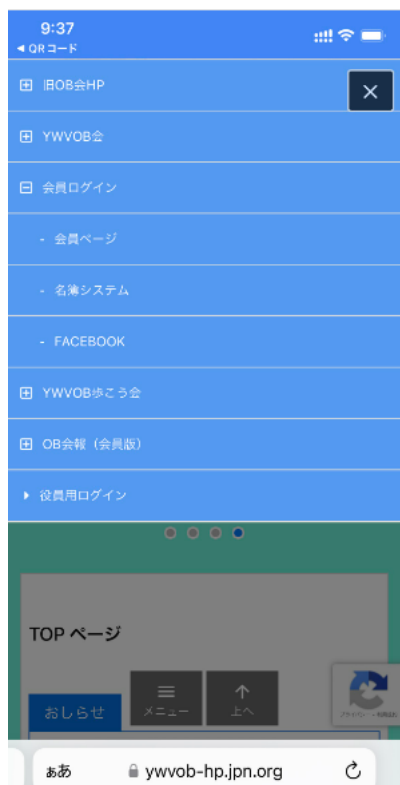 9:37
◀ QRコード
旧OB会HP
YWVOB会
会員ログイン
- 会員ページ
- 名簿システム
- FACEBOOK
YWVOB歩こう会
OB会報（会員版）
役員用ログイン
TOP ページ
おしらせ
メニュー
上へ
ぁあ
ywvob-hp.jpn.org